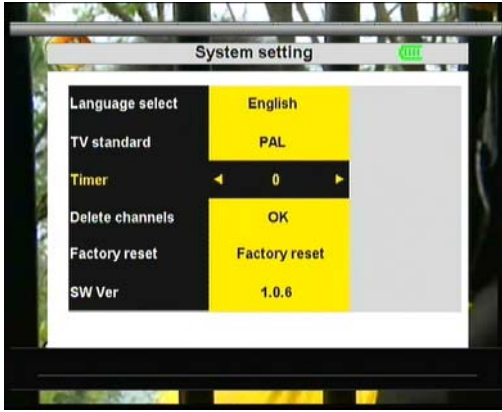 System setting
Language select English
TV standard PAL
Timer 0
Delete channels OK
Factory reset Factory reset
SW Ver 1.0.6